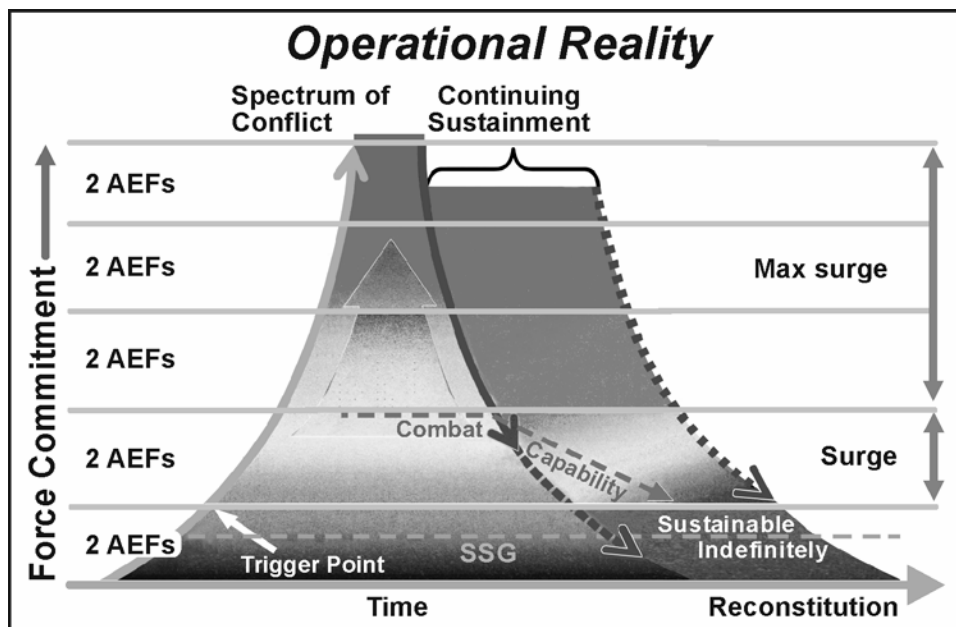 Operational Reality
Spectrum of
Conflict
Continuing
Sustainment
Force Commitment
2 AEFs
2 AEFs
Max surge
2 AEFs
2 AEFs
Combat
Capability
Surge
2 AEFs
Trigger Point
SSG
Sustainable
Indefinitely
Time
Reconstitution